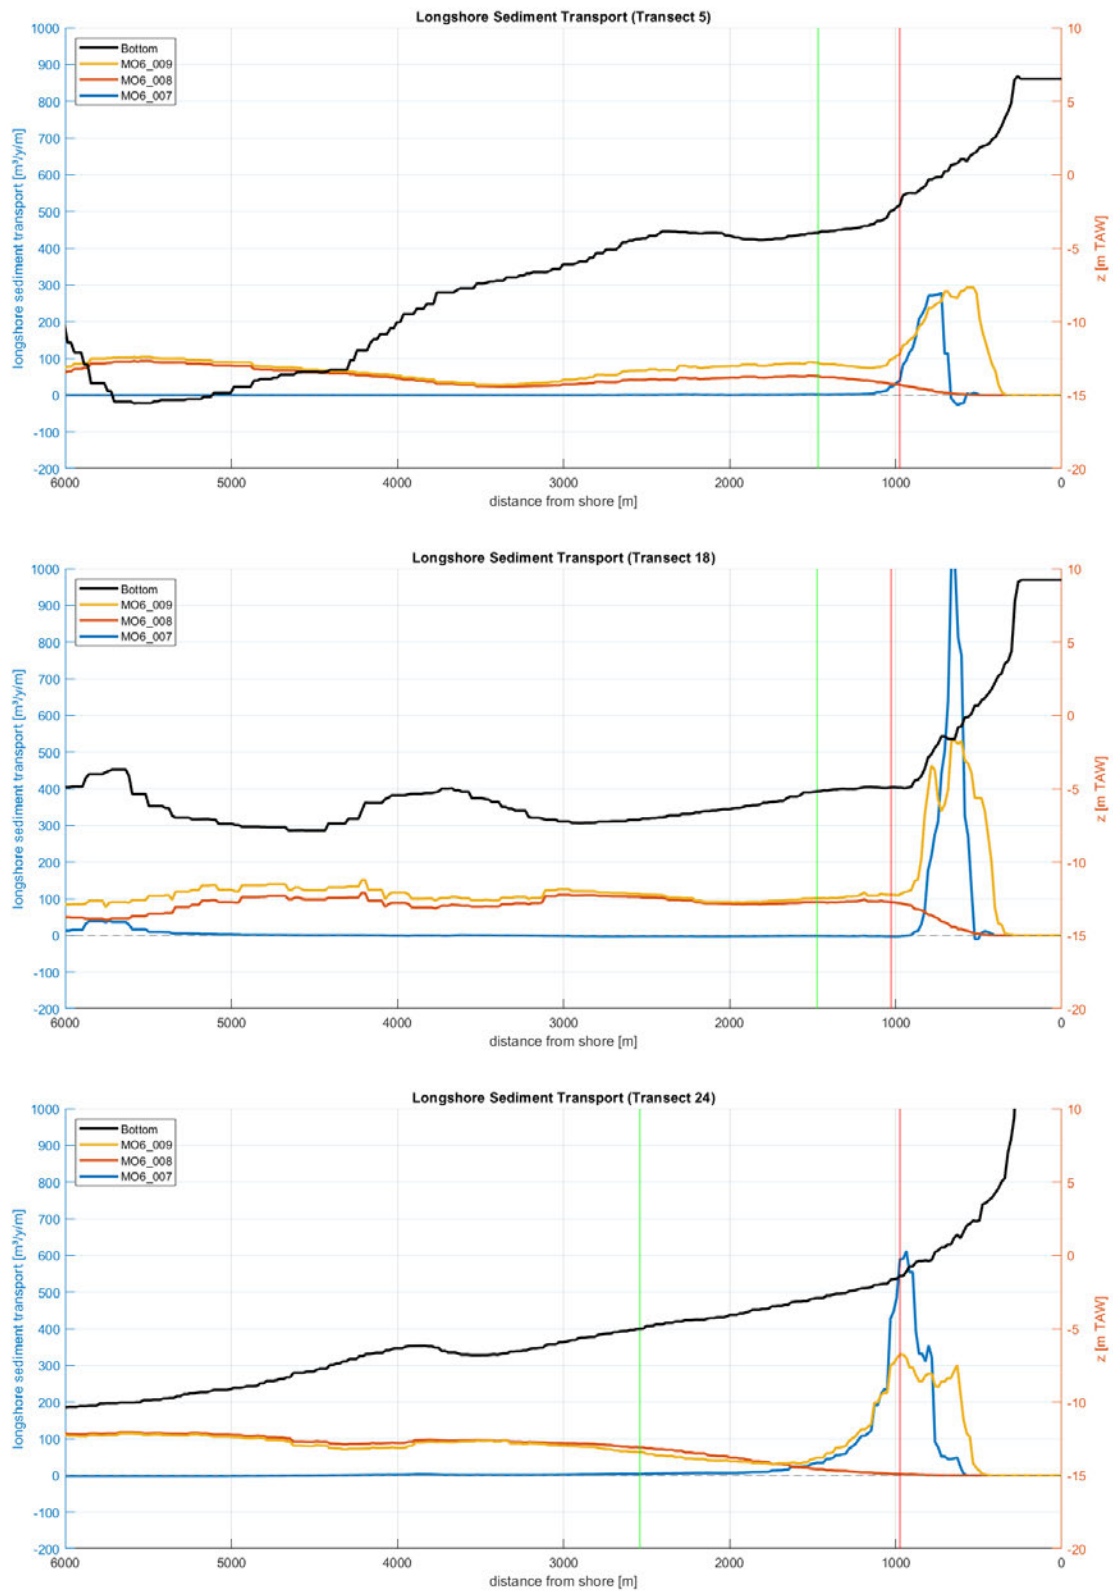 Longshore Sediment Transport (Transect 5)
1000
900
800
700
600
500
400
300
200
100
0
-100
-200
longshore sediment transport [m³/y/m]
Bottom
MO6_009
MO6_008
MO6_007
10
5
0
-5
-10
-15
-20
z [m TAW]
6000 5000 4000 3000 2000 1000 0
distance from shore [m]
Longshore Sediment Transport (Transect 18)
1000
900
800
700
600
500
400
300
200
100
0
-100
-200
longshore sediment transport [m³/y/m]
Bottom
MO6_009
MO6_008
MO6_007
10
5
0
-5
-10
-15
-20
z [m TAW]
6000 5000 4000 3000 2000 1000 0
distance from shore [m]
Longshore Sediment Transport (Transect 24)
1000
900
800
700
600
500
400
300
200
100
0
-100
-200
longshore sediment transport [m³/y/m]
Bottom
MO6_009
MO6_008
MO6_007
10
5
0
-5
-10
-15
-20
z [m TAW]
6000 5000 4000 3000 2000 1000 0
distance from shore [m]